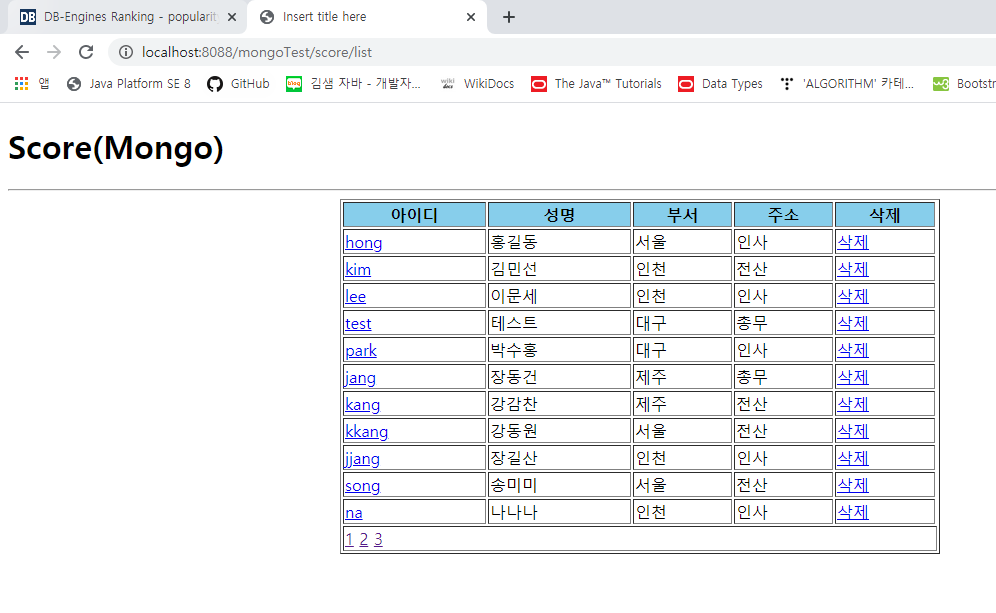 DB-Engines Ranking - popularit
Insert title here
localhost:8088/mongoTest/score/list
앱 Java Platform SE 8 GitHub 김샘 자바 - 개발자... WikiDocs The Java™ Tutorials Data Types 'ALGORITHM' 카테... Bootstr
Score(Mongo)
아이디 성명 부서 주소 삭제
hong 홍길동 서울 인사 삭제
kim 김민선 인천 전산 삭제
lee 이문세 인천 인사 삭제
test 테스트 대구 총무 삭제
park 박수홍 대구 인사 삭제
jang 장동건 제주 총무 삭제
kang 강감찬 제주 전산 삭제
kkang 강동원 서울 전산 삭제
jjang 장길산 인천 인사 삭제
song 송미미 서울 전산 삭제
na 나나나 인천 인사 삭제
1 2 3